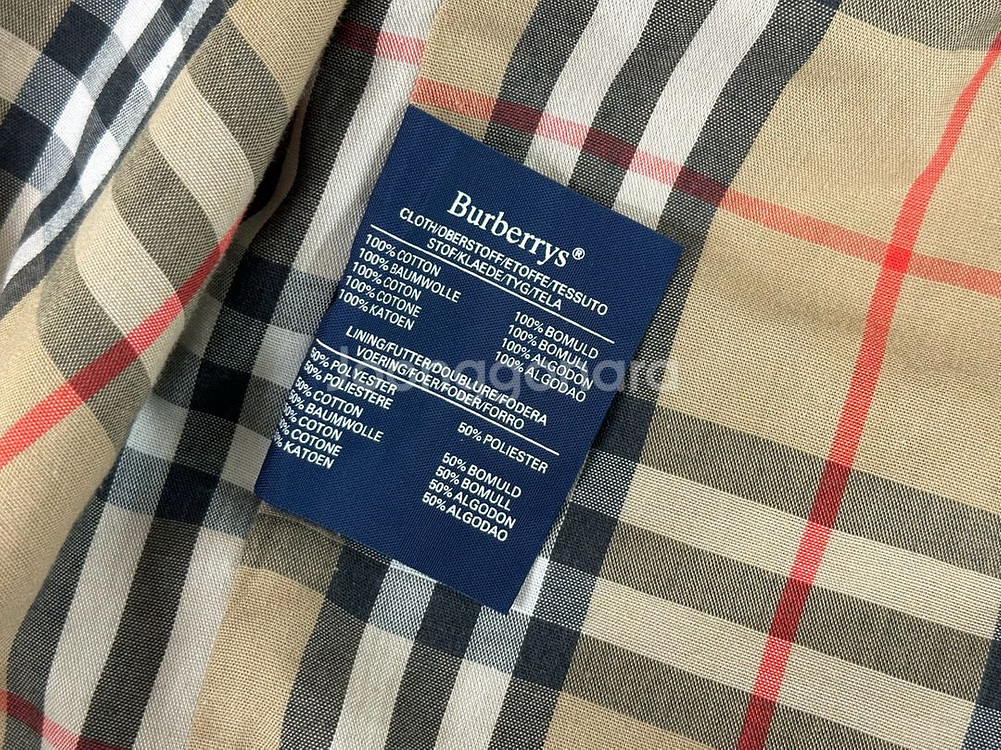 Burberrys®
CLOTH/OBERSTOFF/ETOFFE/TESSUTO
STOF/KLAEDE/TYG/TELA
100% COTTON
100% BAUMWOLLE
100% COTON
100% COTONE
100% KATOEN
100% BOMULD
100% BOMULL
100% ALGODON
100% ALGODAO
LINING/FUTTER/DOUBLURE/FODERA
VOERING/FOER/FODER/FORRO
50% POLYESTER
50% POLIESTERE
50% COTTON
50% BAUMWOLLE
50% COTON
50% COTONE
50% KATOEN
50% POLIESTER
50% BOMULD
50% BOMULL
50% ALGODON
50% ALGODAO